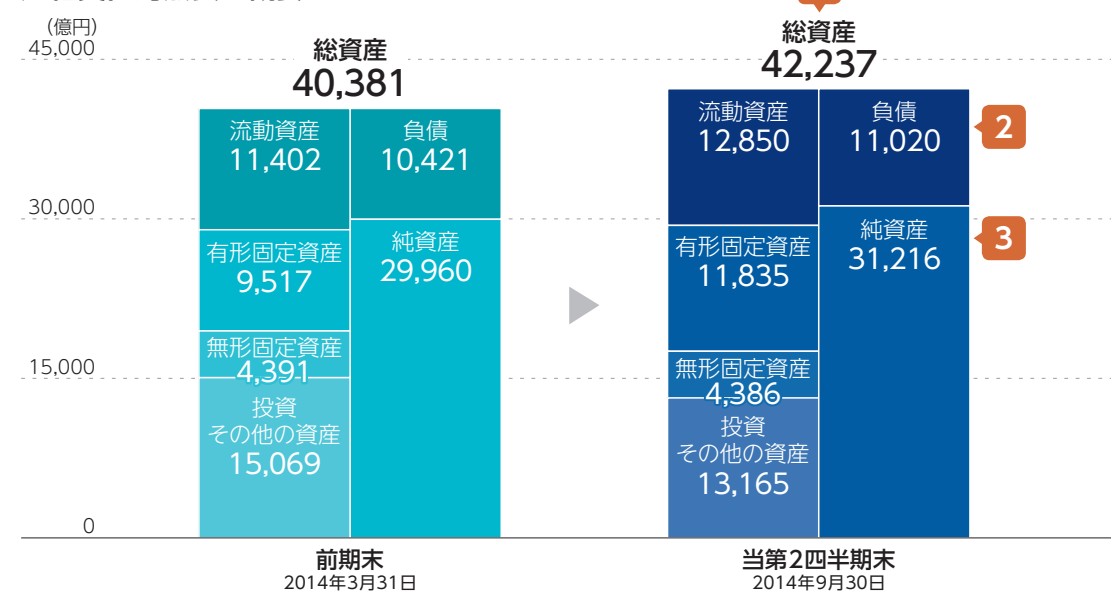 （億円）
45,000
30,000
15,000
0
総資産
40,381
流動資産
11,402
有形固定資産
9,517
無形固定資産
4,391
投資
その他の資産
15,069
負債
10,421
純資産
29,960
前期末
2014年3月31日
総資産
42,237
流動資産
12,850
有形固定資産
11,835
無形固定資産
4,386
投資
その他の資産
13,165
負債
11,020
2
純資産
31,216
3
当第2四半期末
2014年9月30日